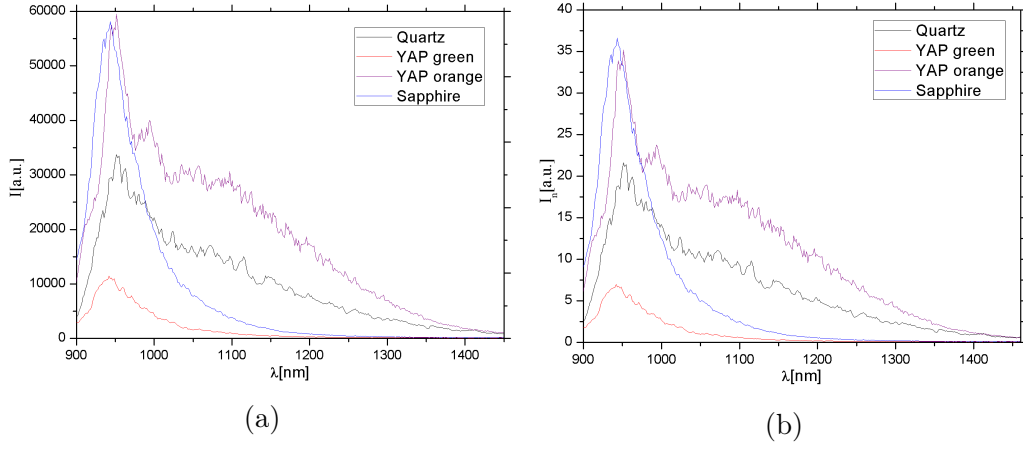 60000
50000
40000
30000
20000
10000
0
I[a.u.]
900 1000 1100 1200 1300 1400
λ[nm]
Quartz
YAP green
YAP orange
Sapphire
(a)
40
35
30
25
20
15
10
5
0
I_n[a.u.]
900 1000 1100 1200 1300 1400
λ[nm]
Quartz
YAP green
YAP orange
Sapphire
(b)